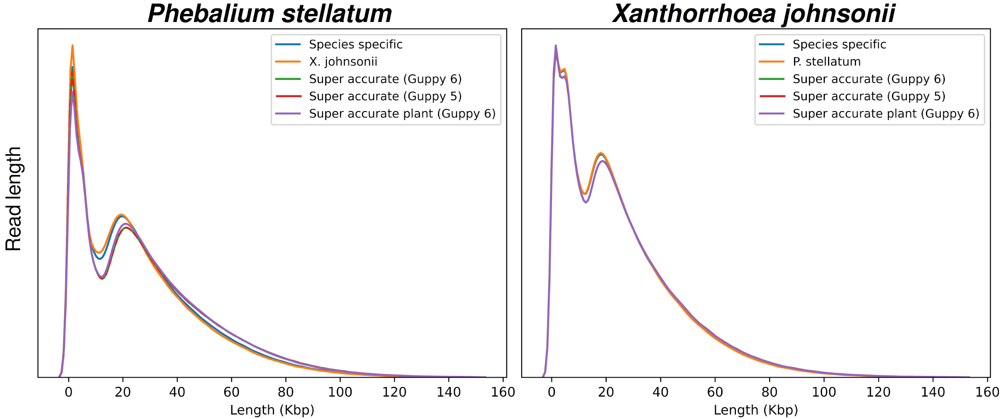 Phebalium stellatum
Xanthorrhoea johnsonii
Read length
Species specific
X. johnsonii
Super accurate (Guppy 6)
Super accurate (Guppy 5)
Super accurate plant (Guppy 6)
Species specific
P. stellatum
Super accurate (Guppy 6)
Super accurate (Guppy 5)
Super accurate plant (Guppy 6)
0 20 40 60 80 100 120 140 160
0 20 40 60 80 100 120 140 160
Length (Kbp)
Length (Kbp)